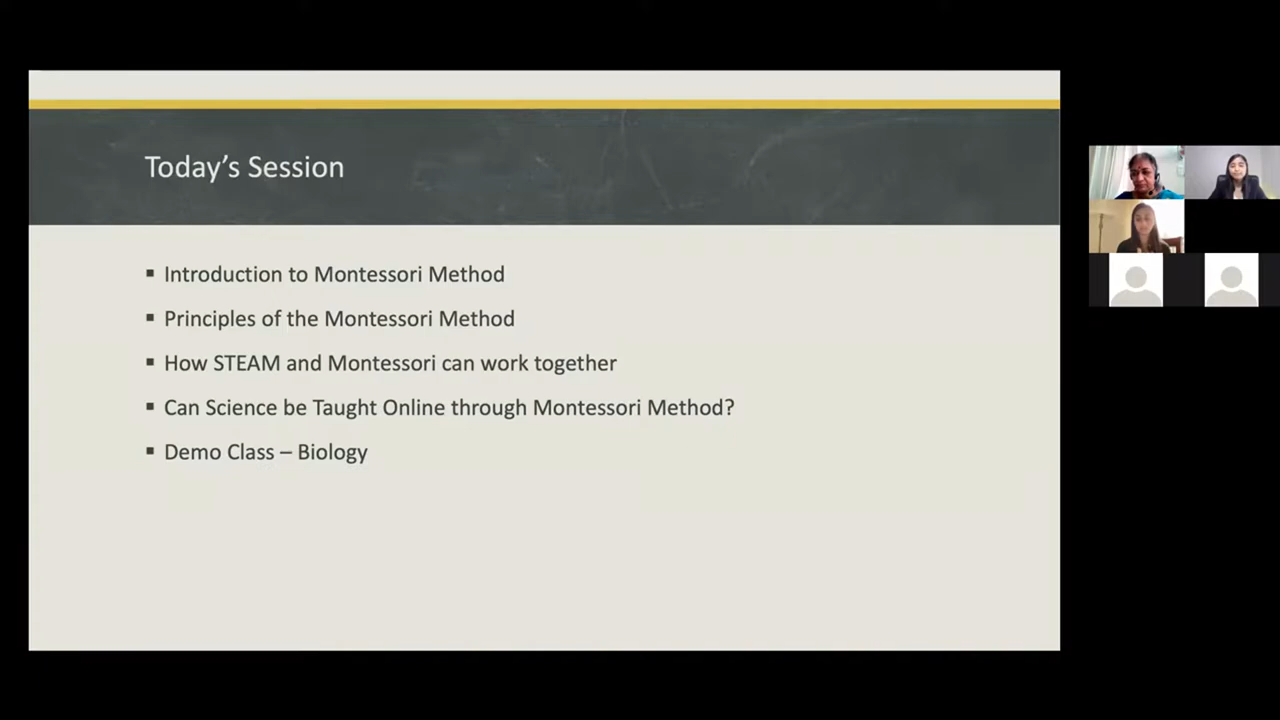 Today’s Session
▪ Introduction to Montessori Method
▪ Principles of the Montessori Method
▪ How STEAM and Montessori can work together
▪ Can Science be Taught Online through Montessori Method?
▪ Demo Class – Biology